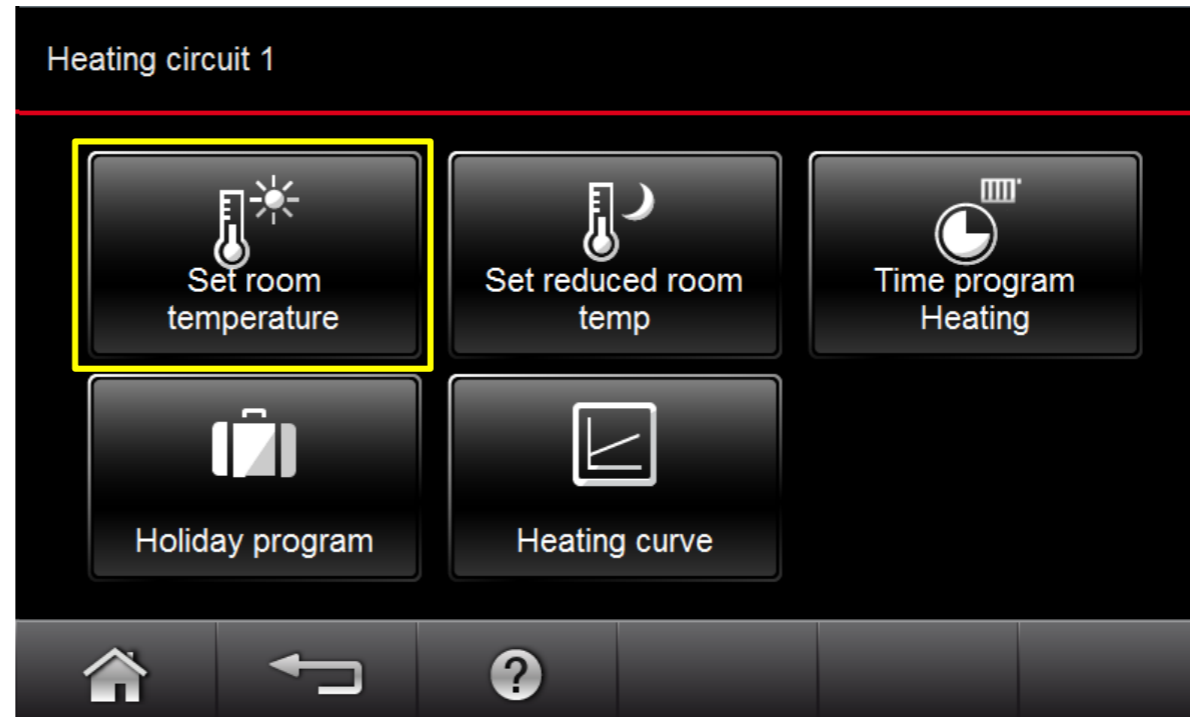 Heating circuit 1
Set room
temperature
Set reduced room
temp
Time program
Heating
Holiday program
Heating curve
?